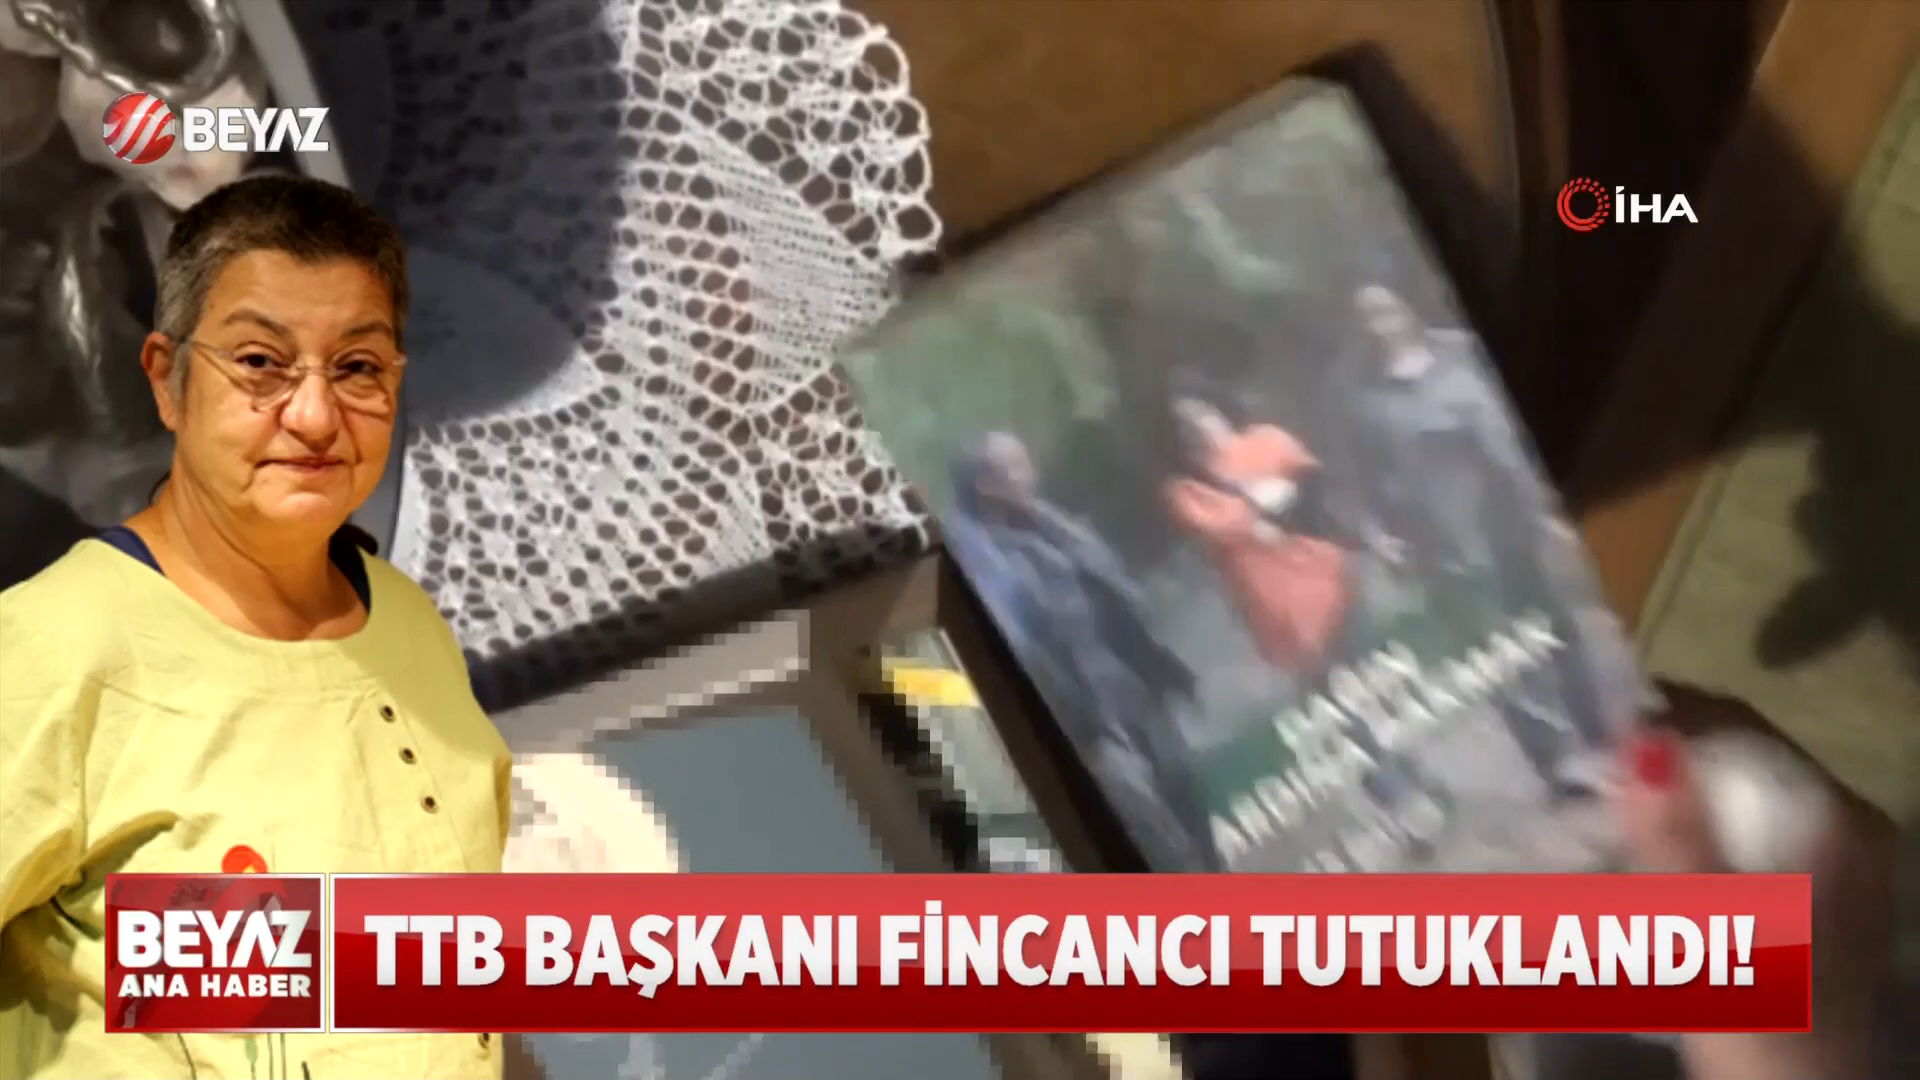 BEYAZ
İHA
BEYAZ
ANA HABER
TTB BAŞKANI FİNCANCI TUTUKLANDI!